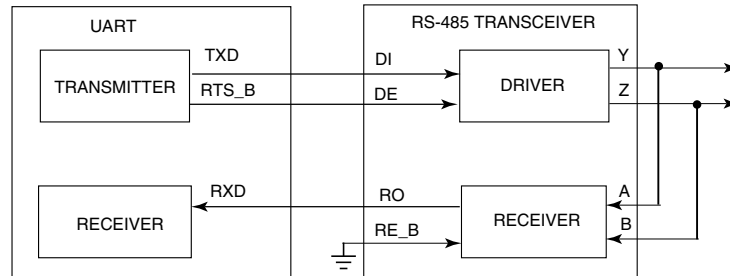 UART
RS-485 TRANSCEIVER
TXD
DI
Y
TRANSMITTER
DRIVER
RTS_B
DE
Z
RXD
RO
A
RECEIVER
RECEIVER
RE_B
B